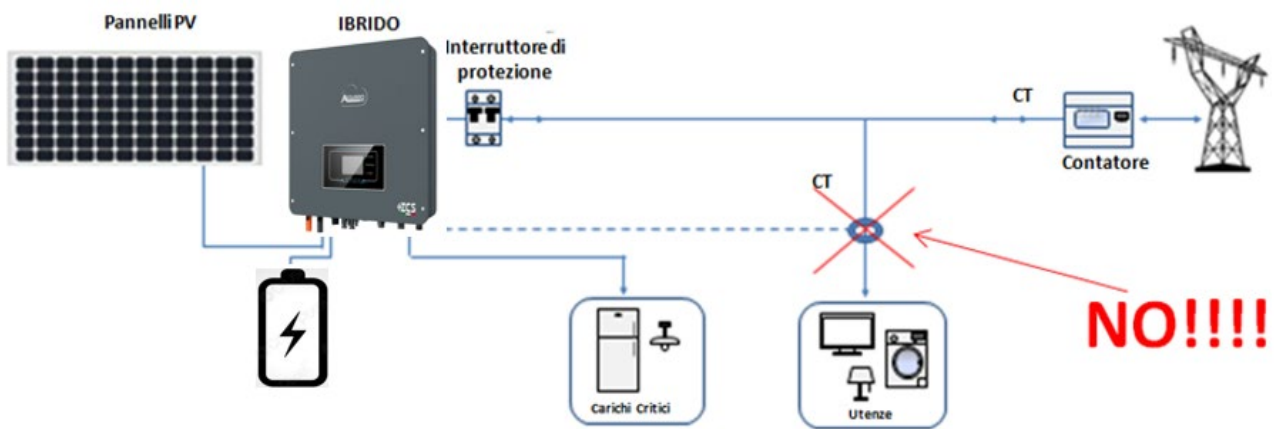 Pannelli PV
IBRIDO
Interruttore di
protezione
CT
Contatore
CT
NO!!!!
Carichi Critici
Utenze